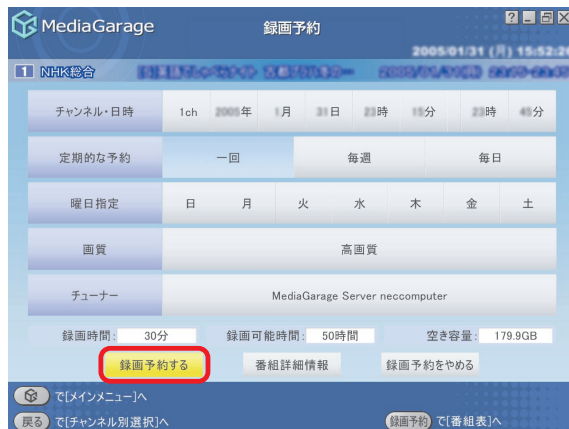 MediaGarage 録画予約
2005/01/31 (月) 15:52:26
1 NHK総合
チャンネル・日時 1ch 2005年 1月 31日 23時 15分 23時 45分
定期的な予約 一回 毎週 毎日
曜日指定 日 月 火 水 木 金 土
画質 高画質
チューナー MediaGarage Server neccomputer
録画時間: 30分 録画可能時間: 50時間 空き容量: 179.9GB
録画予約する 番組詳細情報 録画予約をやめる
で[メインメニュー]へ
戻る で[チャンネル別選択]へ 録画予約 で[番組表]へ